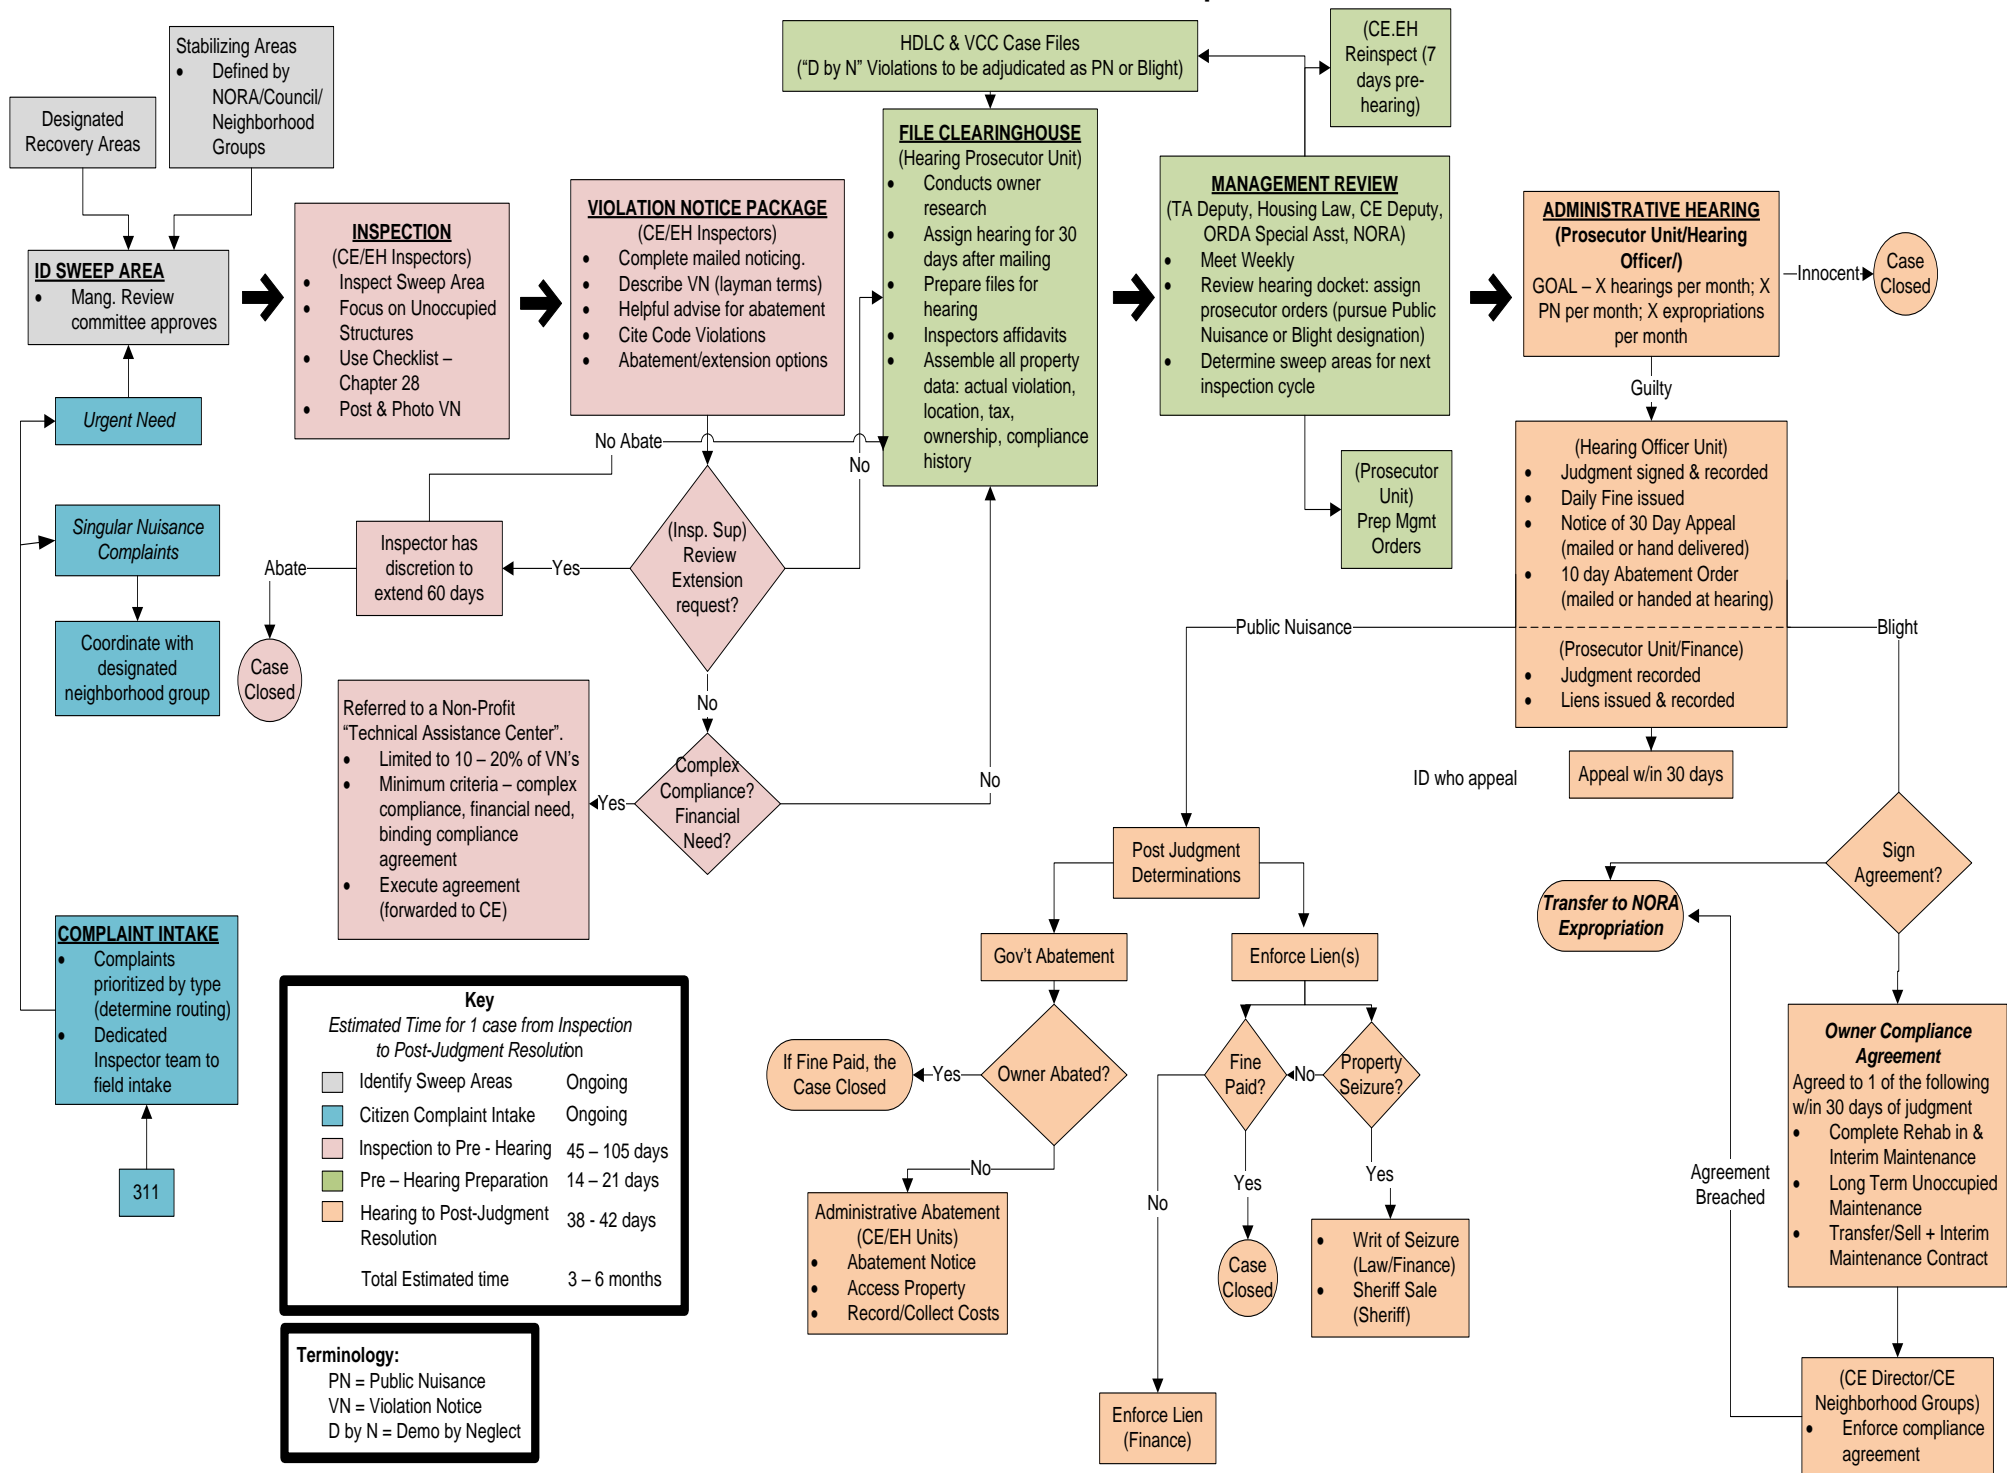 Stabilizing Areas
• Defined by
NORA/Council/
Neighborhood
Groups
Designated
Recovery Areas
ID SWEEP AREA
• Mang. Review
committee approves
Urgent Need
Singular Nuisance
Complaints
Coordinate with
designated
neighborhood group
COMPLAINT INTAKE
• Complaints
prioritized by type
(determine routing)
• Dedicated
Inspector team to
field intake
311
INSPECTION
(CE/EH Inspectors)
• Inspect Sweep Area
• Focus on Unoccupied
Structures
• Use Checklist –
Chapter 28
• Post & Photo VN
VIOLATION NOTICE PACKAGE
(CE/EH Inspectors)
• Complete mailed noticing.
• Describe VN (layman terms)
• Helpful advise for abatement
• Cite Code Violations
• Abatement/extension options
No Abate
No
(Insp. Sup)
Review
Extension
request?
Yes
Inspector has
discretion to
extend 60 days
Abate
Case
Closed
No
Complex
Compliance?
Financial
Need?
Yes
No
Referred to a Non-Profit
“Technical Assistance Center”.
• Limited to 10 – 20% of VN’s
• Minimum criteria – complex
compliance, financial need,
binding compliance
agreement
• Execute agreement
(forwarded to CE)
HDLC & VCC Case Files
(“D by N” Violations to be adjudicated as PN or Blight)
(CE.EH
Reinspect (7
days pre-
hearing)
FILE CLEARINGHOUSE
(Hearing Prosecutor Unit)
• Conducts owner
research
• Assign hearing for 30
days after mailing
• Prepare files for
hearing
• Inspectors affidavits
• Assemble all property
data: actual violation,
location, tax,
ownership, compliance
history
MANAGEMENT REVIEW
(TA Deputy, Housing Law, CE Deputy,
ORDA Special Asst, NORA)
• Meet Weekly
• Review hearing docket: assign
prosecutor orders (pursue Public
Nuisance or Blight designation)
• Determine sweep areas for next
inspection cycle
(Prosecutor
Unit)
Prep Mgmt
Orders
ADMINISTRATIVE HEARING
(Prosecutor Unit/Hearing
Officer/)
GOAL – X hearings per month; X
PN per month; X expropriations
per month
Innocent
Case
Closed
Guilty
(Hearing Officer Unit)
• Judgment signed & recorded
• Daily Fine issued
• Notice of 30 Day Appeal
(mailed or hand delivered)
• 10 day Abatement Order
(mailed or handed at hearing)
(Prosecutor Unit/Finance)
• Judgment recorded
• Liens issued & recorded
Public Nuisance
Blight
ID who appeal
Appeal w/in 30 days
Post Judgment
Determinations
Gov’t Abatement
Enforce Lien(s)
Owner Abated?
Yes
If Fine Paid, the
Case Closed
No
Administrative Abatement
(CE/EH Units)
• Abatement Notice
• Access Property
• Record/Collect Costs
Fine
Paid?
No
Property
Seizure?
No
Yes
Yes
Case
Closed
• Writ of Seizure
(Law/Finance)
• Sheriff Sale
(Sheriff)
Enforce Lien
(Finance)
Sign
Agreement?
Transfer to NORA
Expropriation
Agreement
Breached
Owner Compliance
Agreement
Agreed to 1 of the following
w/in 30 days of judgment
• Complete Rehab in &
Interim Maintenance
• Long Term Unoccupied
Maintenance
• Transfer/Sell + Interim
Maintenance Contract
(CE Director/CE
Neighborhood Groups)
• Enforce compliance
agreement
Key
Estimated Time for 1 case from Inspection
to Post-Judgment Resolution
Identify Sweep Areas Ongoing
Citizen Complaint Intake Ongoing
Inspection to Pre - Hearing 45 – 105 days
Pre – Hearing Preparation 14 – 21 days
Hearing to Post-Judgment
Resolution 38 - 42 days
Total Estimated time 3 – 6 months
Terminology:
PN = Public Nuisance
VN = Violation Notice
D by N = Demo by Neglect